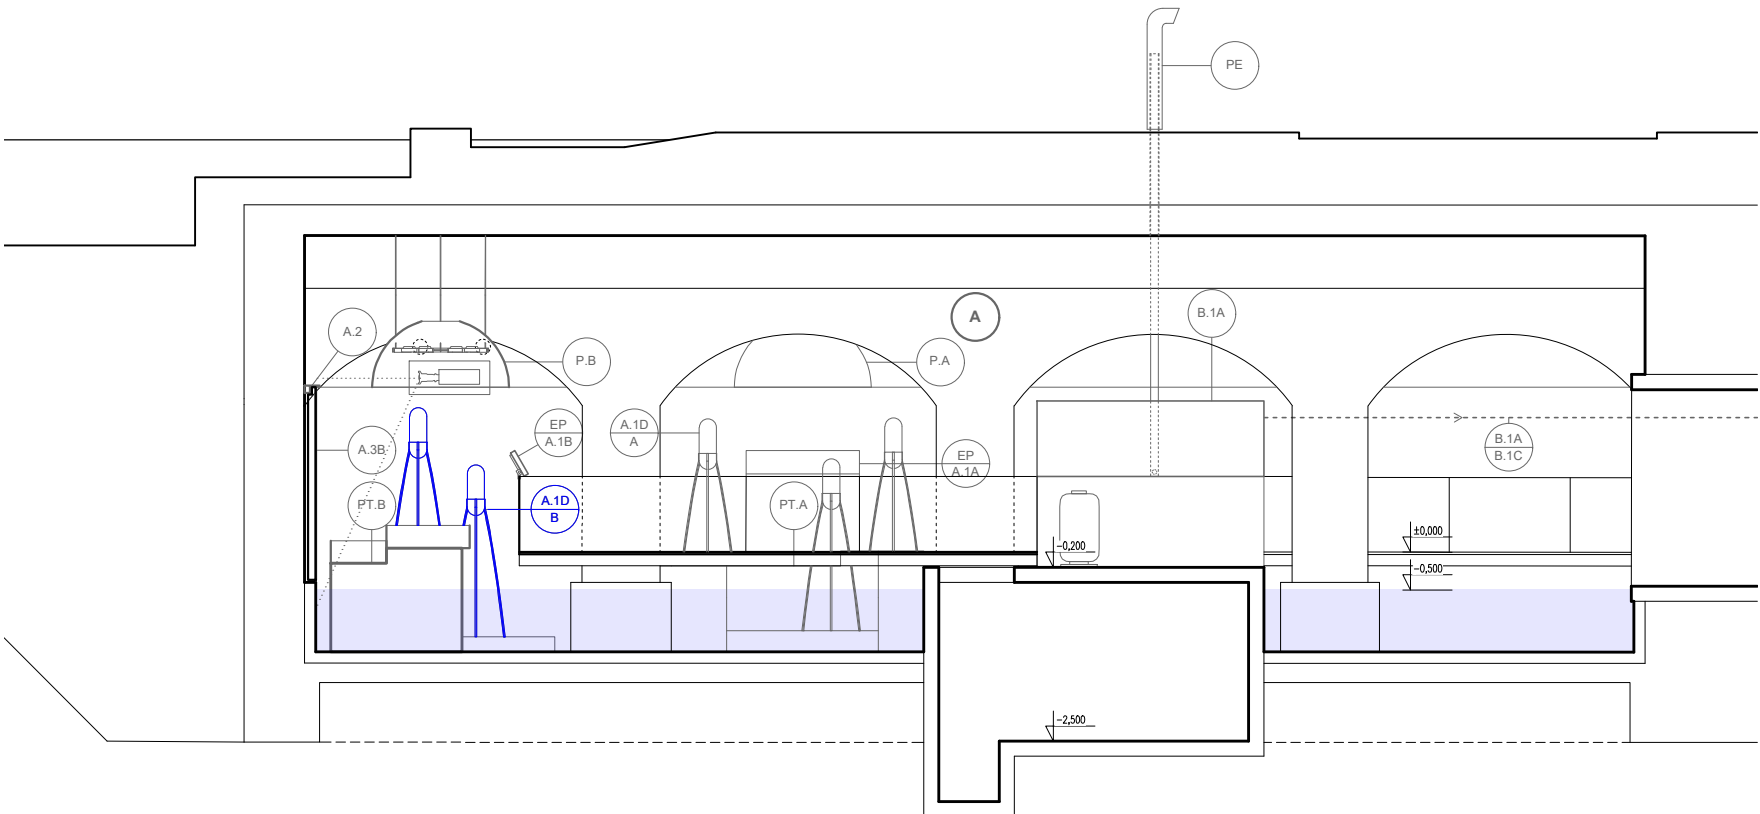 PE
A.2
A
B.1A
P.B
P.A
EP
A.1B
A.1D
A
A.3B
EP
A.1A
B.1A
B.1C
PT.B
A.1D
B
PT.A
±0,000
-0,200
-0,500
-2,500